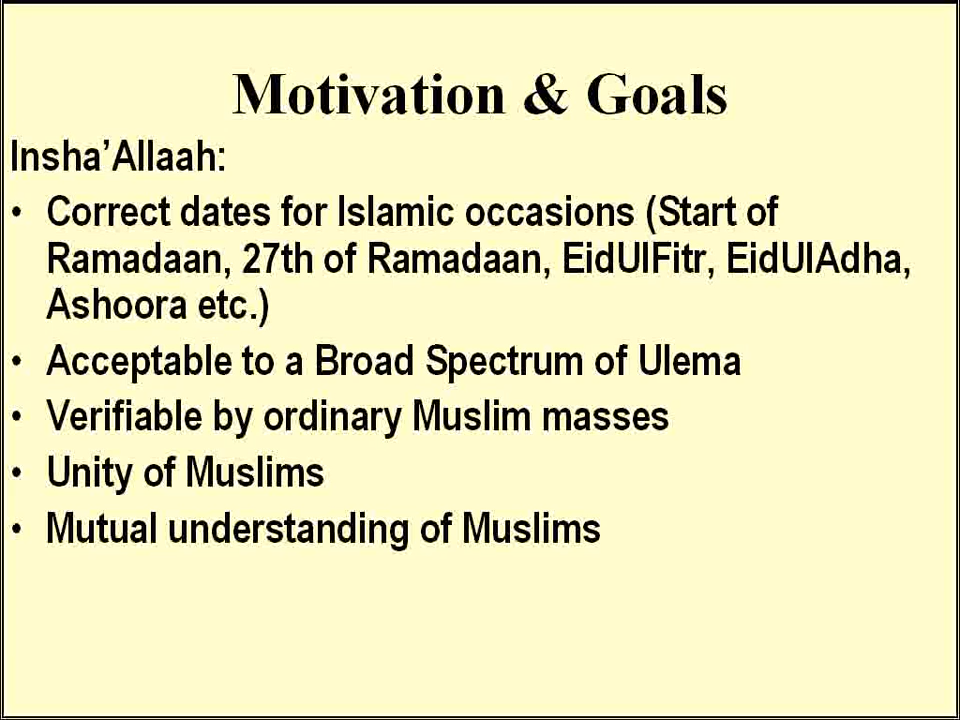 Motivation & Goals
Insha’Allaah:
• Correct dates for Islamic occasions (Start of
Ramadaan, 27th of Ramadaan, EidUlFitr, EidUlAdha,
Ashoora etc.)
• Acceptable to a Broad Spectrum of Ulema
• Verifiable by ordinary Muslim masses
• Unity of Muslims
• Mutual understanding of Muslims